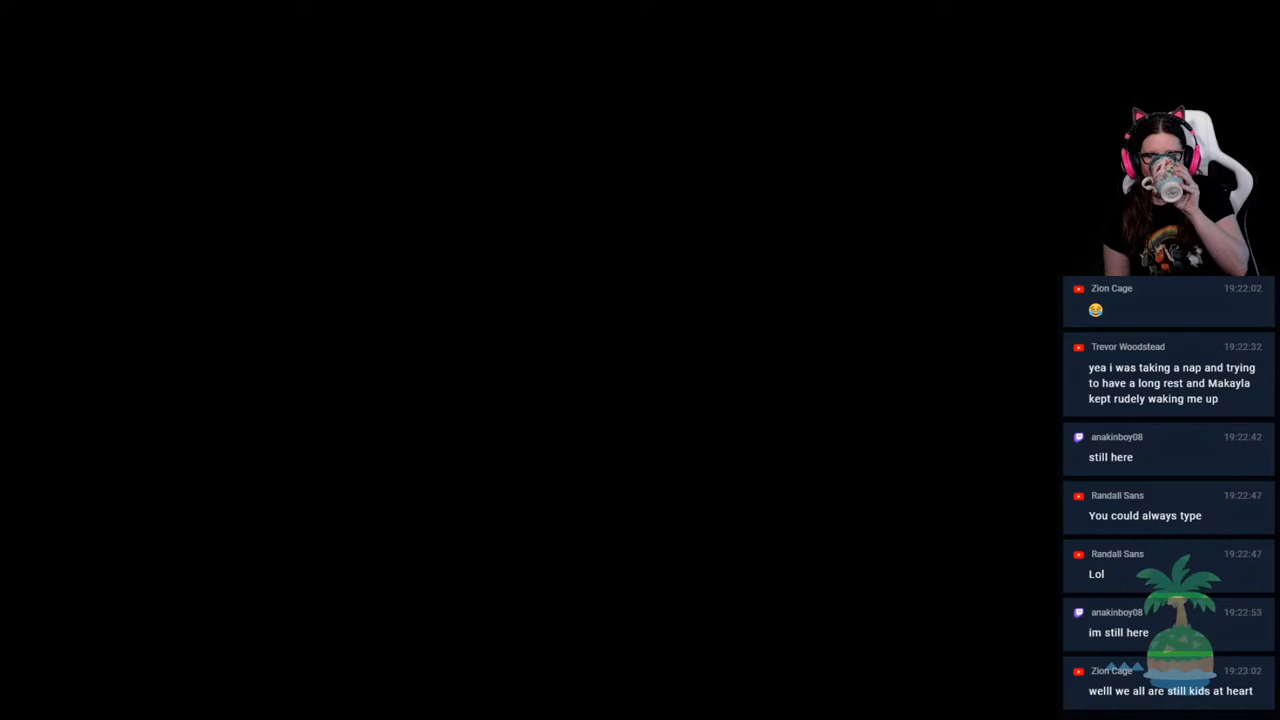 Zion Cage 19:22:02
😂
Trevor Woodstead 19:22:32
yea i was taking a nap and trying
to have a long rest and Makayla
kept rudely waking me up
anakinboy08 19:22:42
still here
Randall Sans 19:22:47
You could always type
Randall Sans 19:22:47
Lol
anakinboy08 19:22:53
im still here
Zion Cage 19:23:02
welll we all are still kids at heart